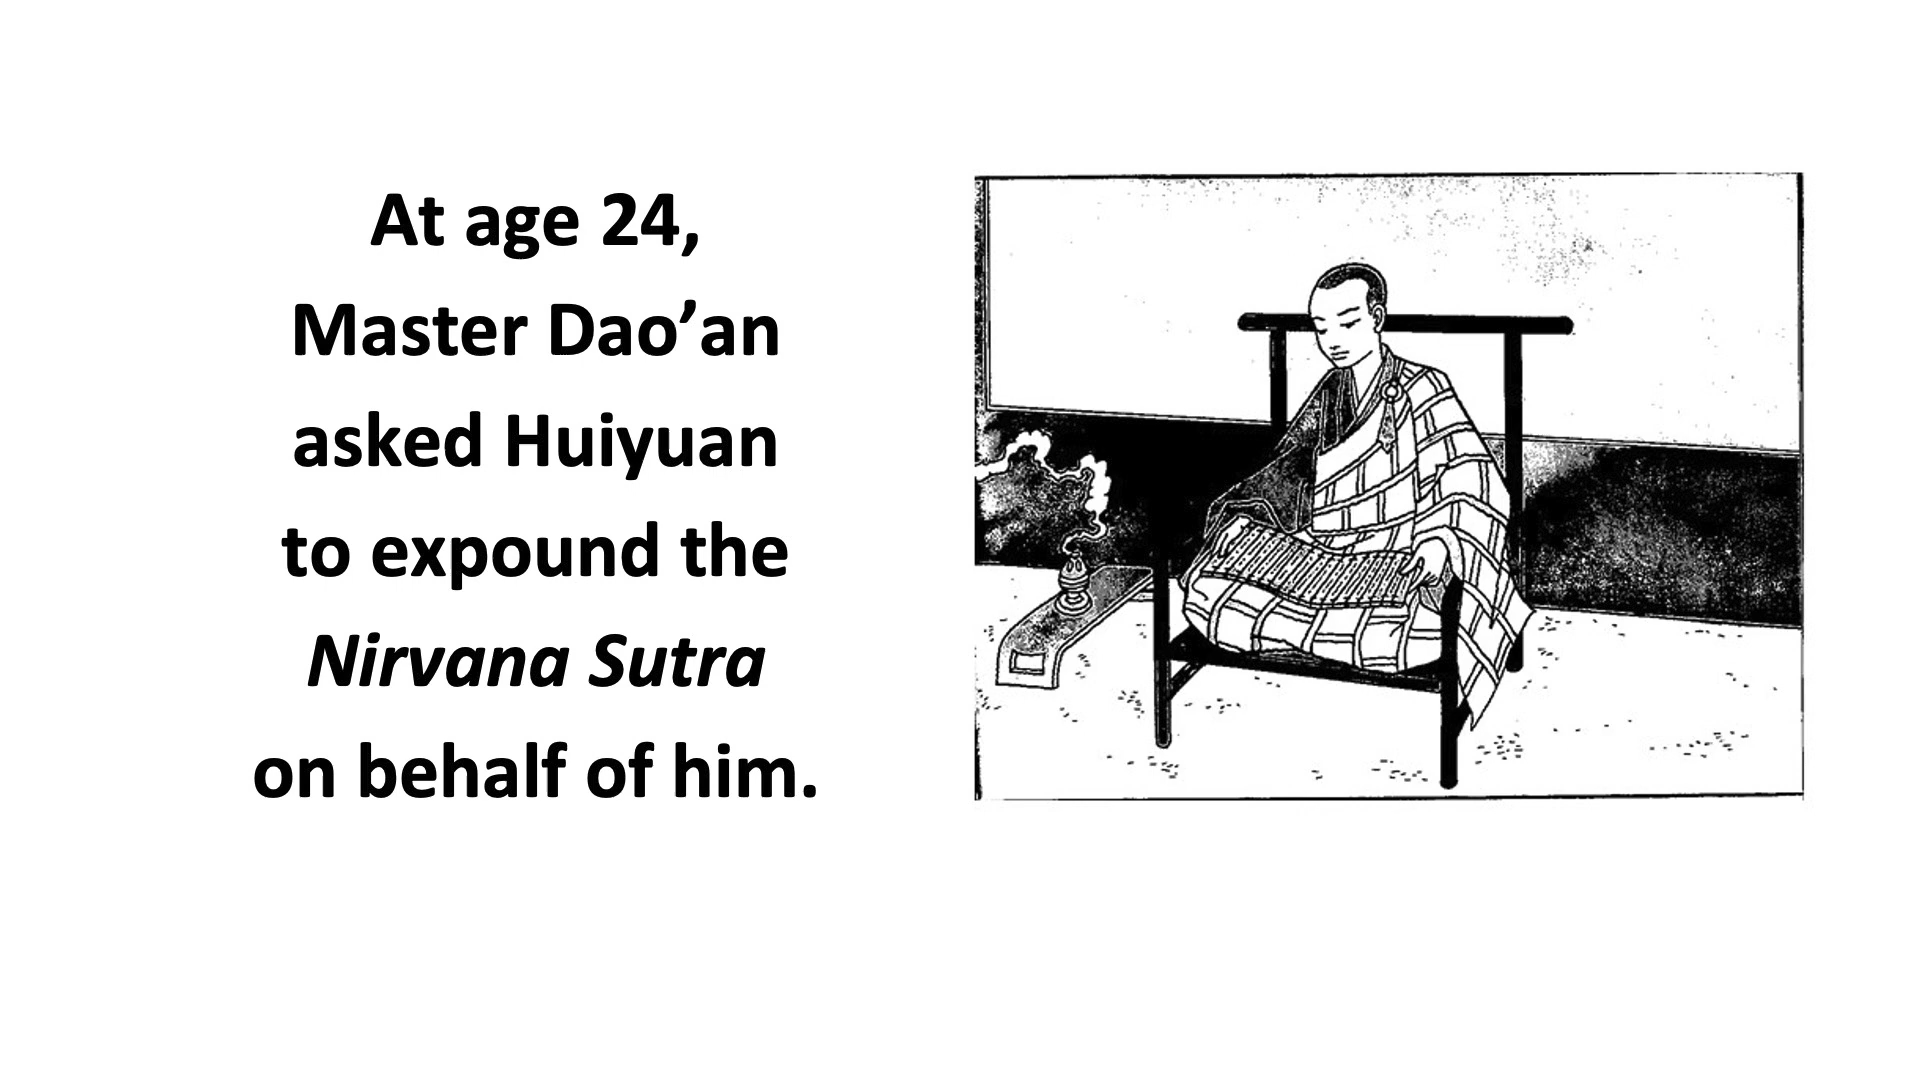 At age 24,
Master Dao’an
asked Huiyuan
to expound the
Nirvana Sutra
on behalf of him.